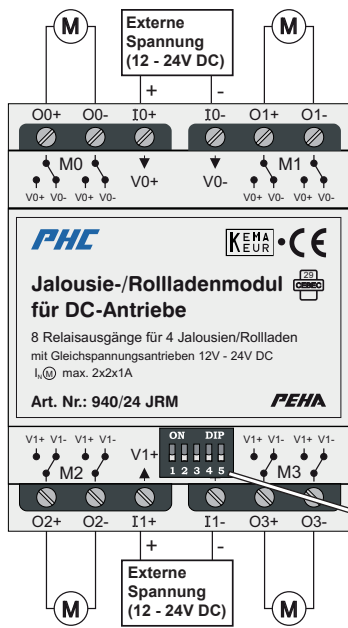 M
Externe
Spannung
(12 - 24V DC)
M
+ -
O0+ O0- I0+ I0- O1+ O1-
M0 V0+ V0- M1
V0+ V0- V0+ V0- V0+ V0- V0+ V0-
PHC KEMA EUR CE
Jalousie-/Rollladenmodul 29 CEBEC
für DC-Antriebe
8 Relaisausgänge für 4 Jalousien/Rollladen
mit Gleichspannungsantrieben 12V - 24V DC
IN M max. 2x2x1A
Art. Nr.: 940/24 JRM PEHA
V1+ V1- V1+ V1- V1+ ON DIP V1+ V1- V1+ V1-
M2 1 2 3 4 5 M3
O2+ O2- I1+ I1- O3+ O3-
+ -
M
Externe
Spannung
(12 - 24V DC)
M